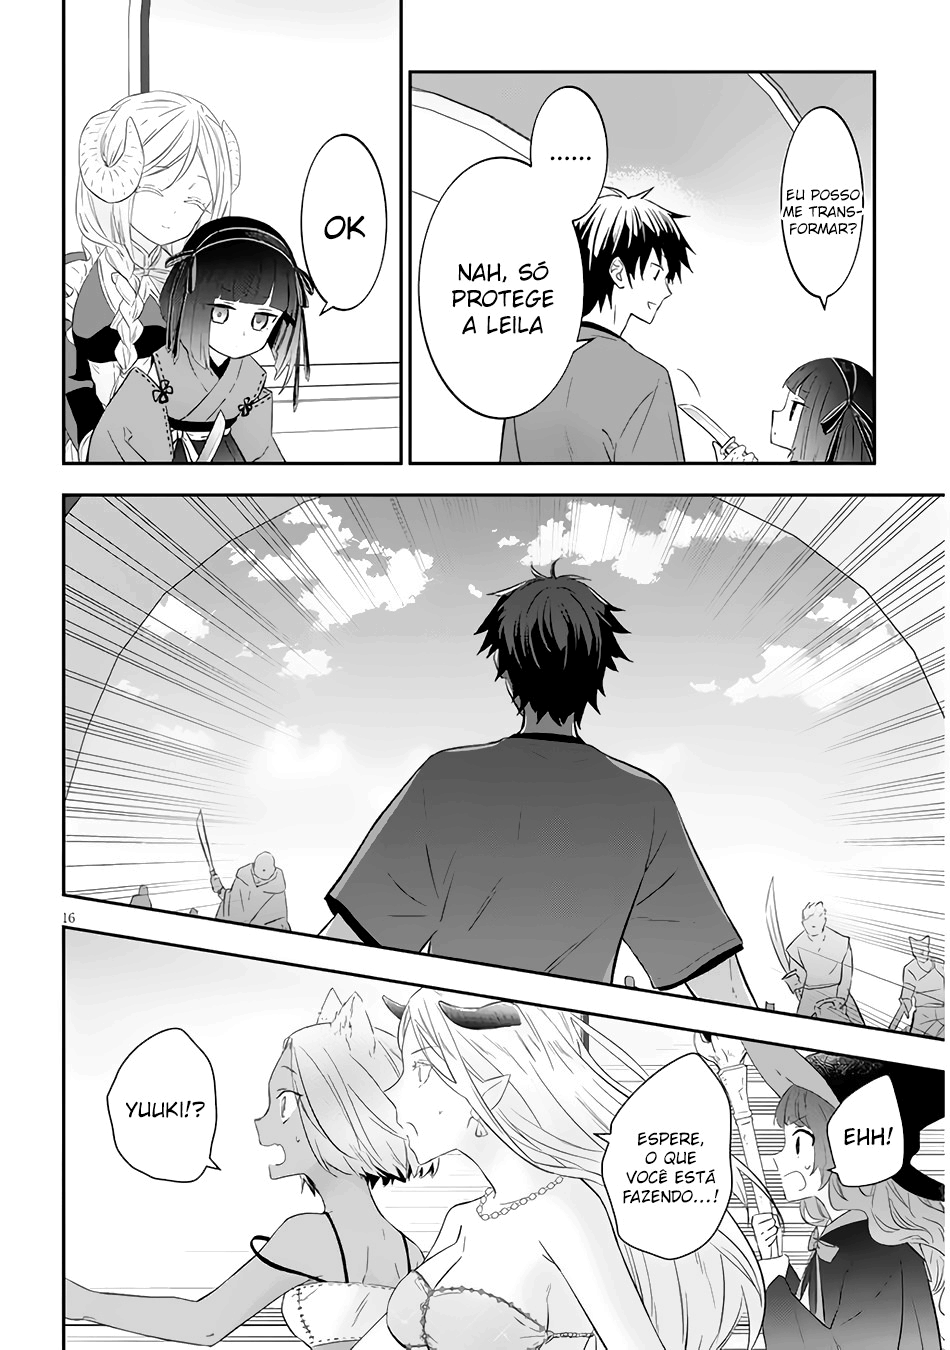 EU POSSO
ME TRANS-
FORMAR?
......
NAH, SÓ
PROTEGE
A LEILA
OK
16
EHH!
ESPERE,
O QUE
VOCÊ ESTÁ
FAZENDO...!
YUUKI!?